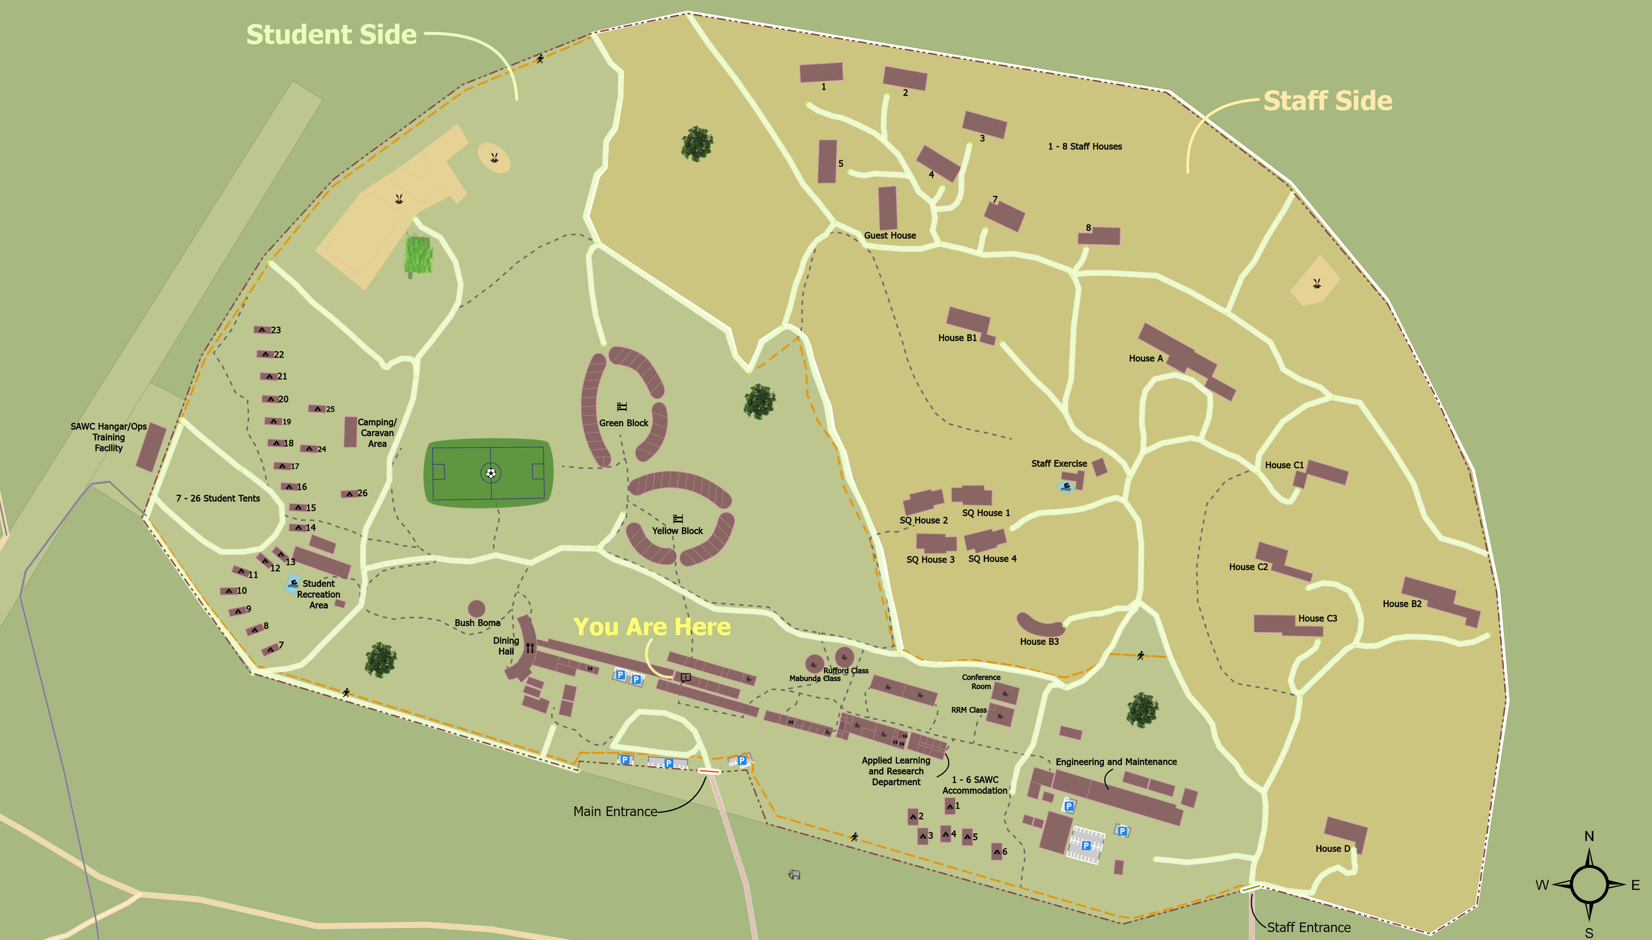 Student Side
Staff Side
1
2
3
1 - 8 Staff Houses
5
4
7
Guest House
8
House B1
House A
23
22
21
20
25
19
18
24
17
16
26
15
14
13
12
11
10
9
8
7
SAWC Hangar/Ops
Training
Facility
Camping/
Caravan
Area
7 - 26 Student Tents
Green Block
Yellow Block
Staff Exercise
House C1
SQ House 2
SQ House 1
SQ House 3
SQ House 4
House C2
House B2
House C3
House B3
Student
Recreation
Area
Bush Boma
Dining
Hall
You Are Here
P
P
Mabunda Class
Rufford Class
Conference
Room
RRM Class
P
P
P
Applied Learning
and Research
Department
1 - 6 SAWC
Accommodation
Engineering and Maintenance
1
2
3
4
5
6
P
P
P
Main Entrance
House D
Staff Entrance
N
W
E
S